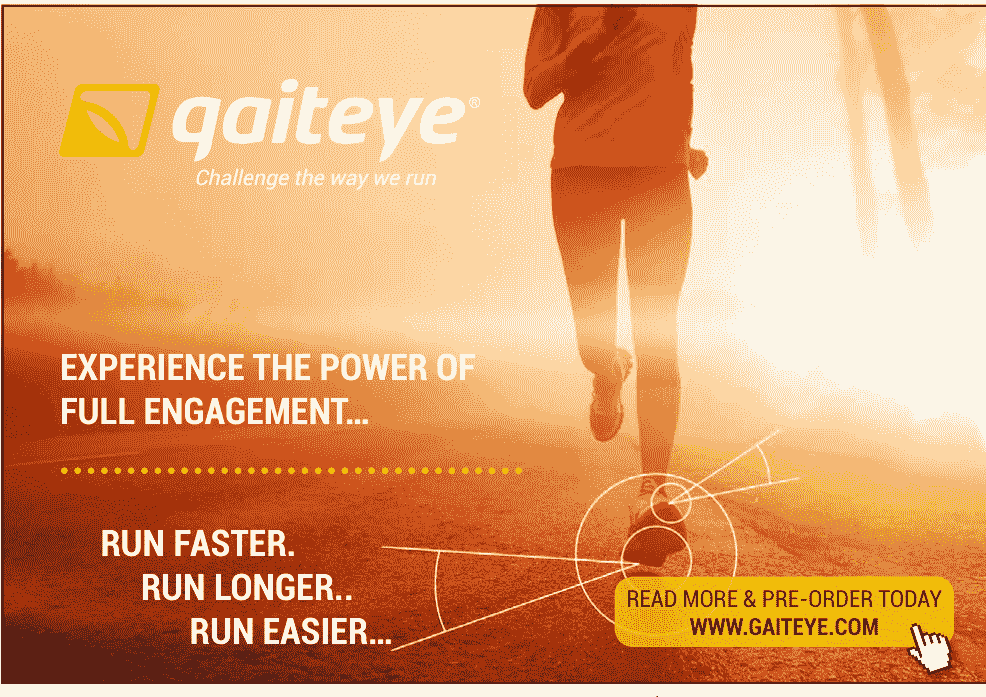 gaiteye®
Challenge the way we run
EXPERIENCE THE POWER OF
FULL ENGAGEMENT...
RUN FASTER.
RUN LONGER..
RUN EASIER...
READ MORE & PRE-ORDER TODAY
WWW.GAITEYE.COM